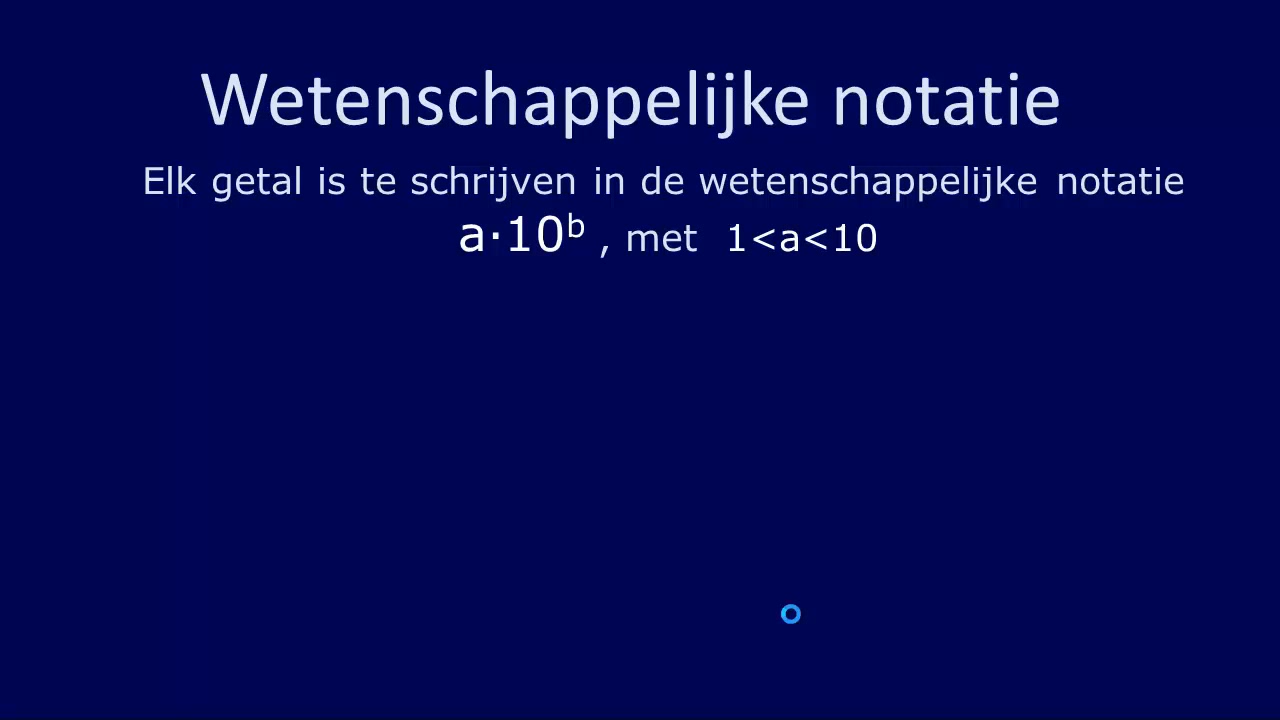 Wetenschappelijke notatie
Elk getal is te schrijven in de wetenschappelijke notatie
a·10ᵇ , met 1<a<10